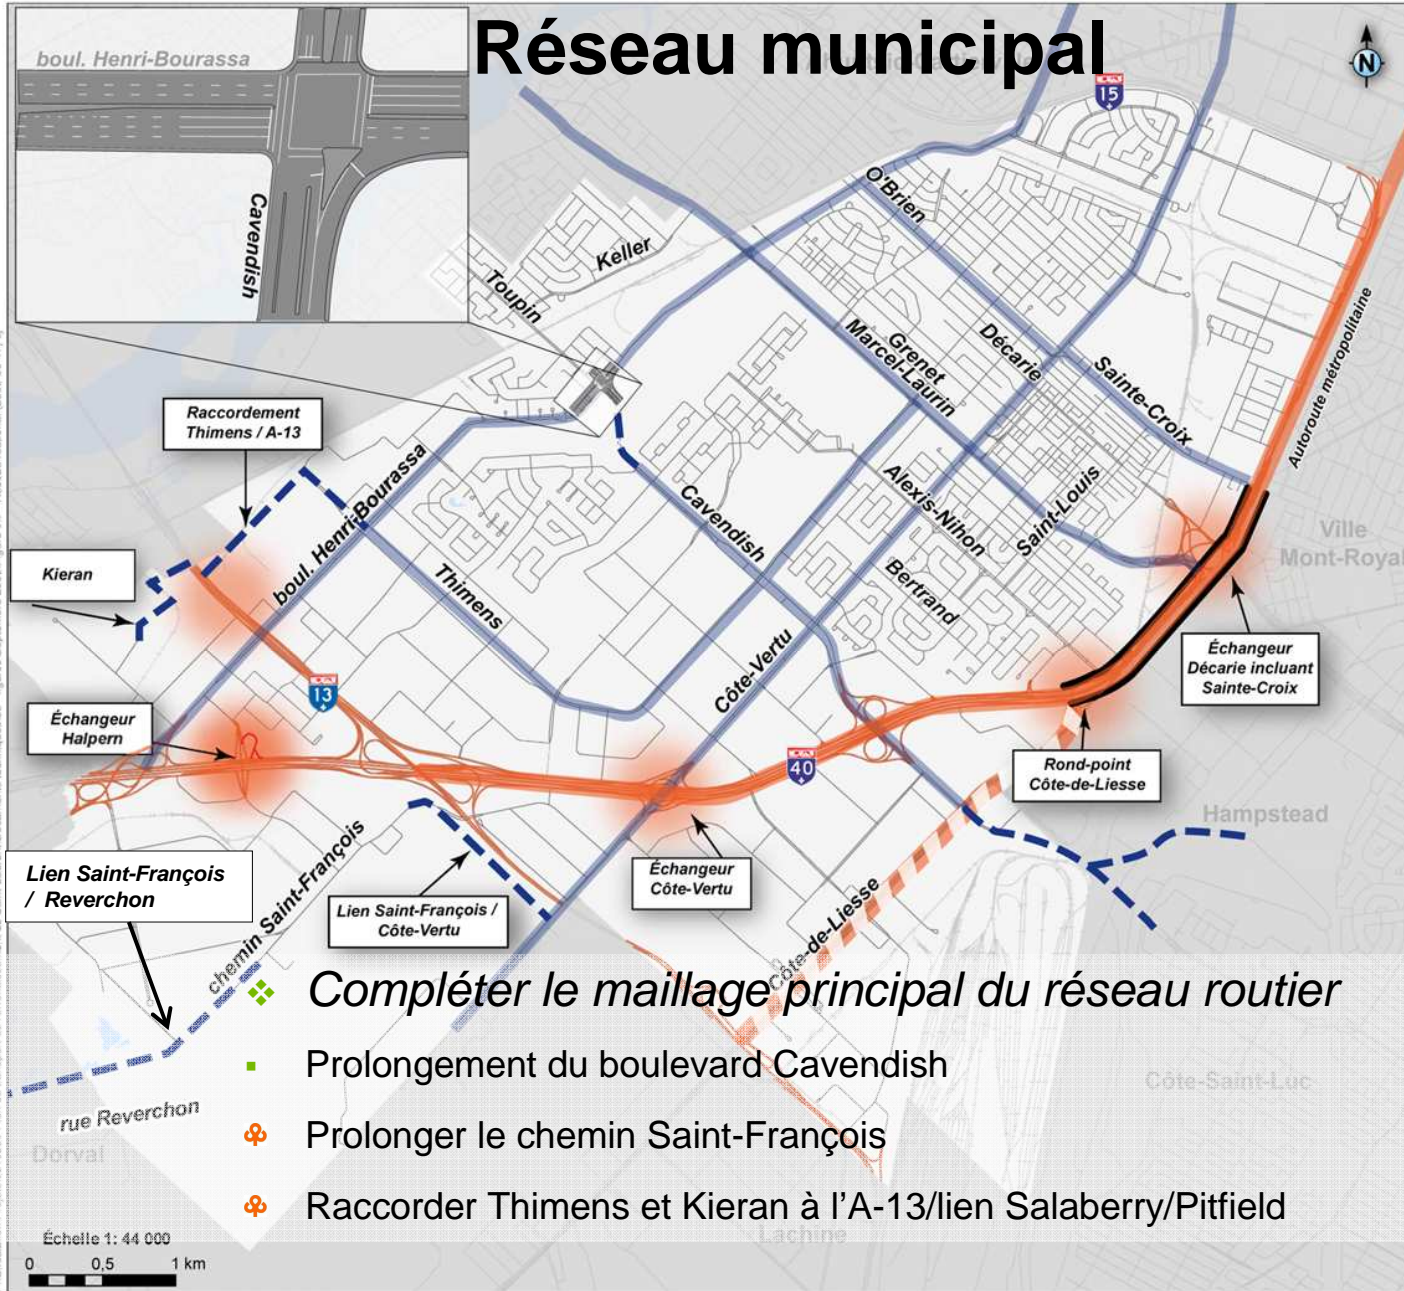 Réseau municipal
boul. Henri-Bourassa
Cavendish
N
15
O'Brien
Keller
Toupin
Grenet
Marcel-Laurin
Décarie
Sainte-Croix
Autoroute métropolitaine
Raccordement
Thimens / A-13
boul. Henri-Bourassa
Cavendish
Alexis-Nihon
Saint-Louis
Ville
Mont-Royal
Kieran
Thimens
Bertrand
Côte-Vertu
Échangeur
Décarie incluant
Sainte-Croix
13
Échangeur
Halpern
40
Rond-point
Côte-de-Liesse
Hampstead
Lien Saint-François
/ Reverchon
chemin Saint-François
Lien Saint-François /
Côte-Vertu
Échangeur
Côte-Vertu
Côte-de-Liesse
Compléter le maillage principal du réseau routier
Prolongement du boulevard Cavendish
Côte-Saint-Luc
rue Reverchon
Prolonger le chemin Saint-François
Dorval
Raccorder Thimens et Kieran à l'A-13/lien Salaberry/Pitfield
Lachine
Échelle 1: 44 000
0 0,5 1 km